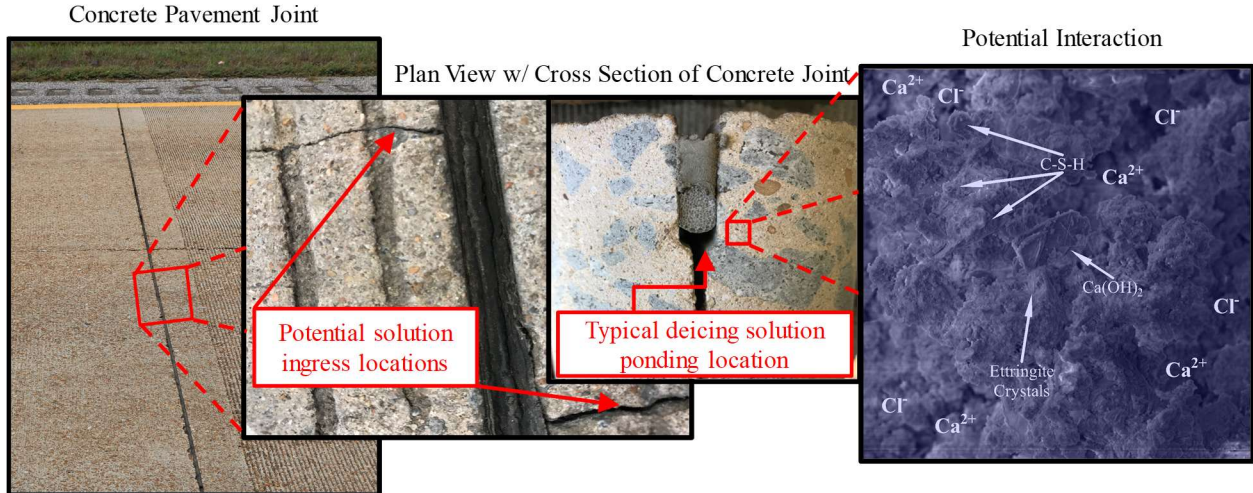 Concrete Pavement Joint
Plan View w/ Cross Section of Concrete Joint
Potential Interaction
Potential solution
ingress locations
Typical deicing solution
ponding location
Ca²⁺
Cl⁻
Cl⁻
C-S-H
Ca²⁺
Ca(OH)₂
Cl⁻
Ettringite
Crystals
Ca²⁺
Cl⁻
Ca²⁺